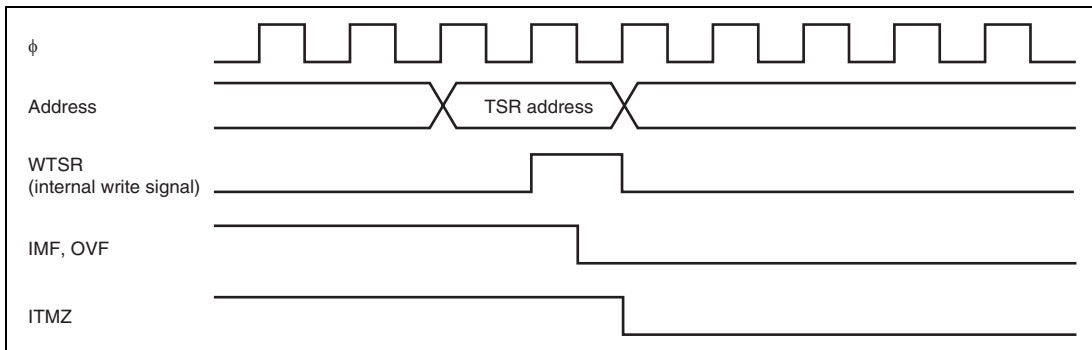 ϕ
Address
TSR address
WTSR
(internal write signal)
IMF, OVF
ITMZ